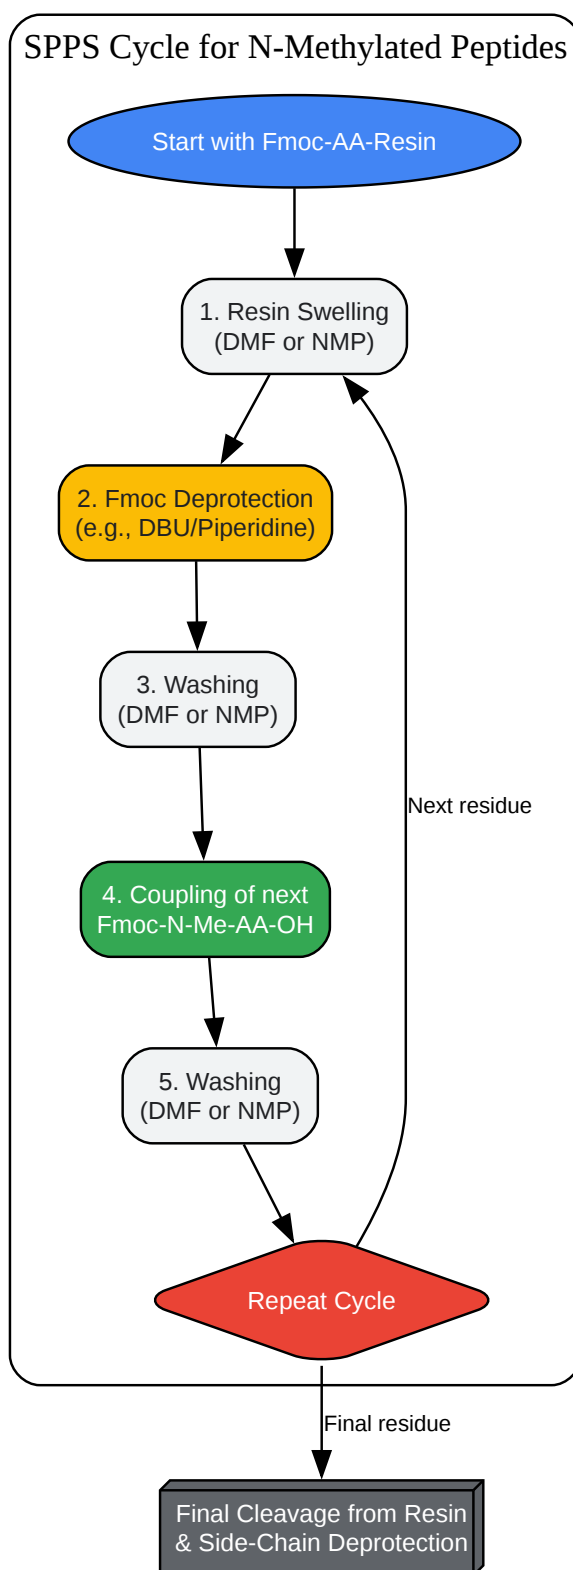 SPPS Cycle for N-Methylated Peptides
Start with Fmoc-AA-Resin
1. Resin Swelling
(DMF or NMP)
2. Fmoc Deprotection
(e.g., DBU/Piperidine)
3. Washing
(DMF or NMP)
Next residue
4. Coupling of next
Fmoc-N-Me-AA-OH
5. Washing
(DMF or NMP)
Repeat Cycle
Final residue
Final Cleavage from Resin
& Side-Chain Deprotection